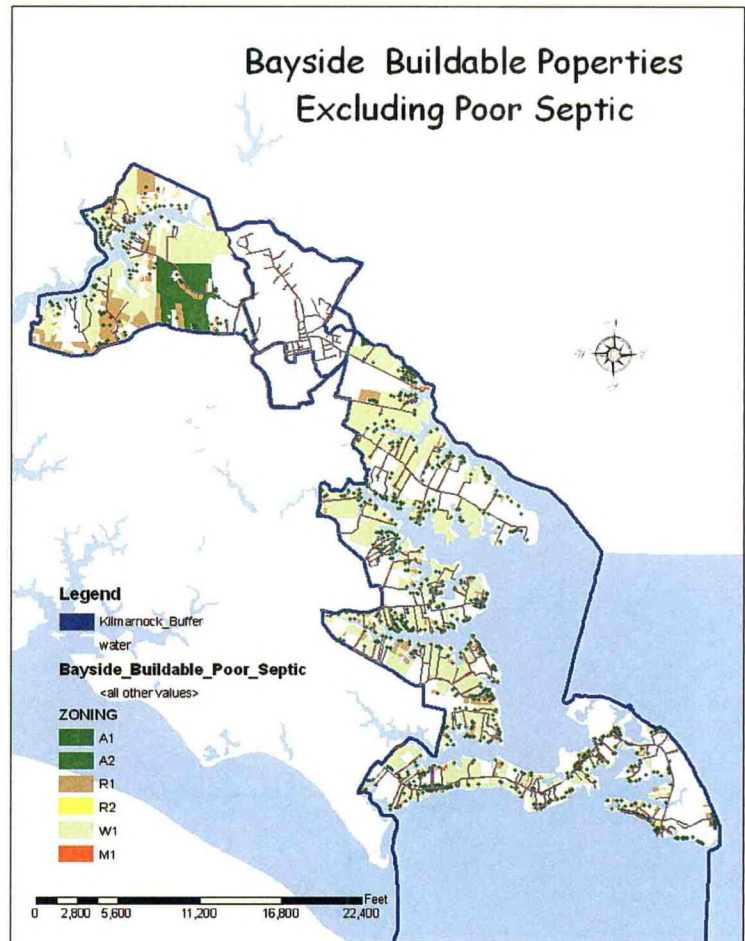 Bayside Buildable Poperties
Excluding Poor Septic
Legend
Kilmarnock_Buffer
water
Bayside_Buildable_Poor_Septic
<all other values>
ZONING
A1
A2
R1
R2
W1
M1
Feet
0 2,800 5,600 11,200 16,800 22,400